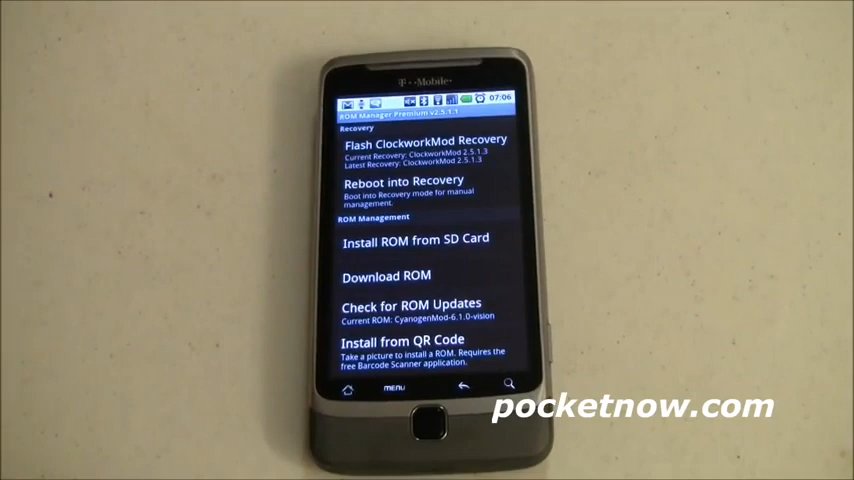 T··Mobile·
07:06
ROM Manager Premium v2.5.1.1
Recovery
Flash ClockworkMod Recovery
Current Recovery: ClockworkMod 2.5.1.3
Latest Recovery: ClockworkMod 2.5.1.3
Reboot into Recovery
Boot into Recovery mode for manual
management.
ROM Management
Install ROM from SD Card
Download ROM
Check for ROM Updates
Current ROM: CyanogenMod-6.1.0-vision
Install from QR Code
Take a picture to install a ROM. Requires the
free Barcode Scanner application.
MENU
pocketnow.com